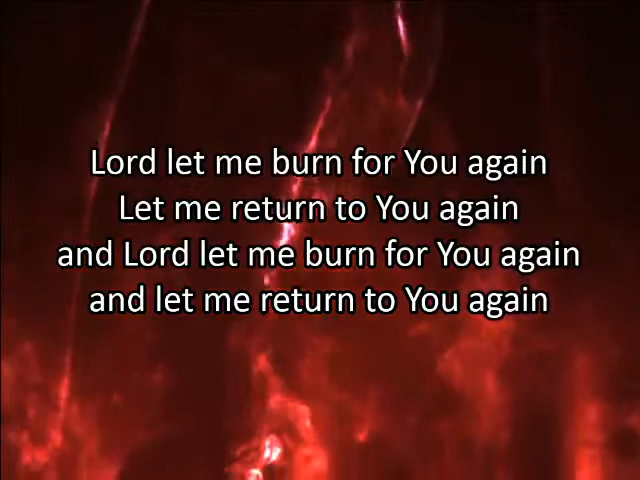 Lord let me burn for You again
Let me return to You again
and Lord let me burn for You again
and let me return to You again